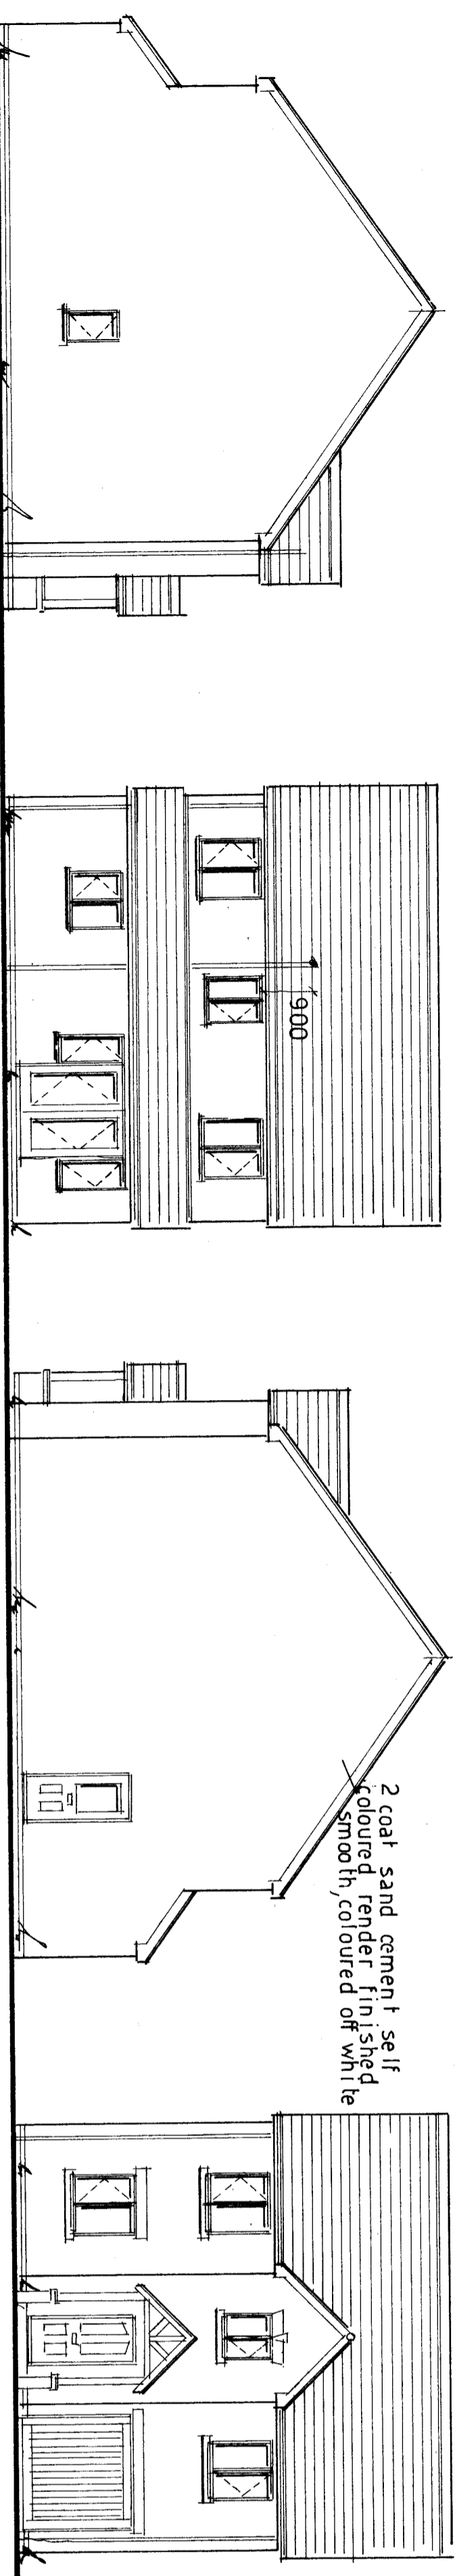 900
2 coat sand cement self
coloured render finished
smooth, coloured off white